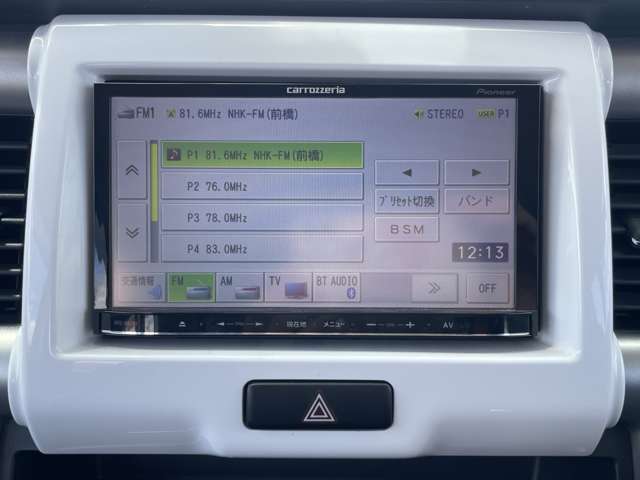 carrozzeria
Pioneer
FM1 81.6MHz NHK-FM(前橋) STEREO USER P1
P1 81.6MHz NHK-FM(前橋)
P2 76.0MHz
P3 78.0MHz
P4 83.0MHz
ﾌﾟﾘｾｯﾄ切換 バンド
BSM
12:13
交通情報 FM AM TV BT AUDIO OFF
現在地 メニュー AV